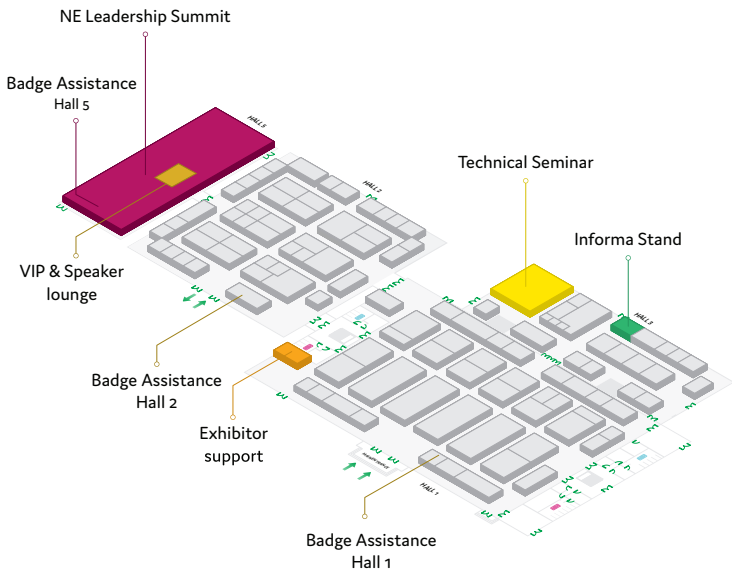 NE Leadership Summit
Badge Assistance
Hall 5
HALL 5
Technical Seminar
HALL 2
Informa Stand
VIP & Speaker
lounge
HALL 3
Badge Assistance
Hall 2
Exhibitor
support
HALL 1
Badge Assistance
Hall 1